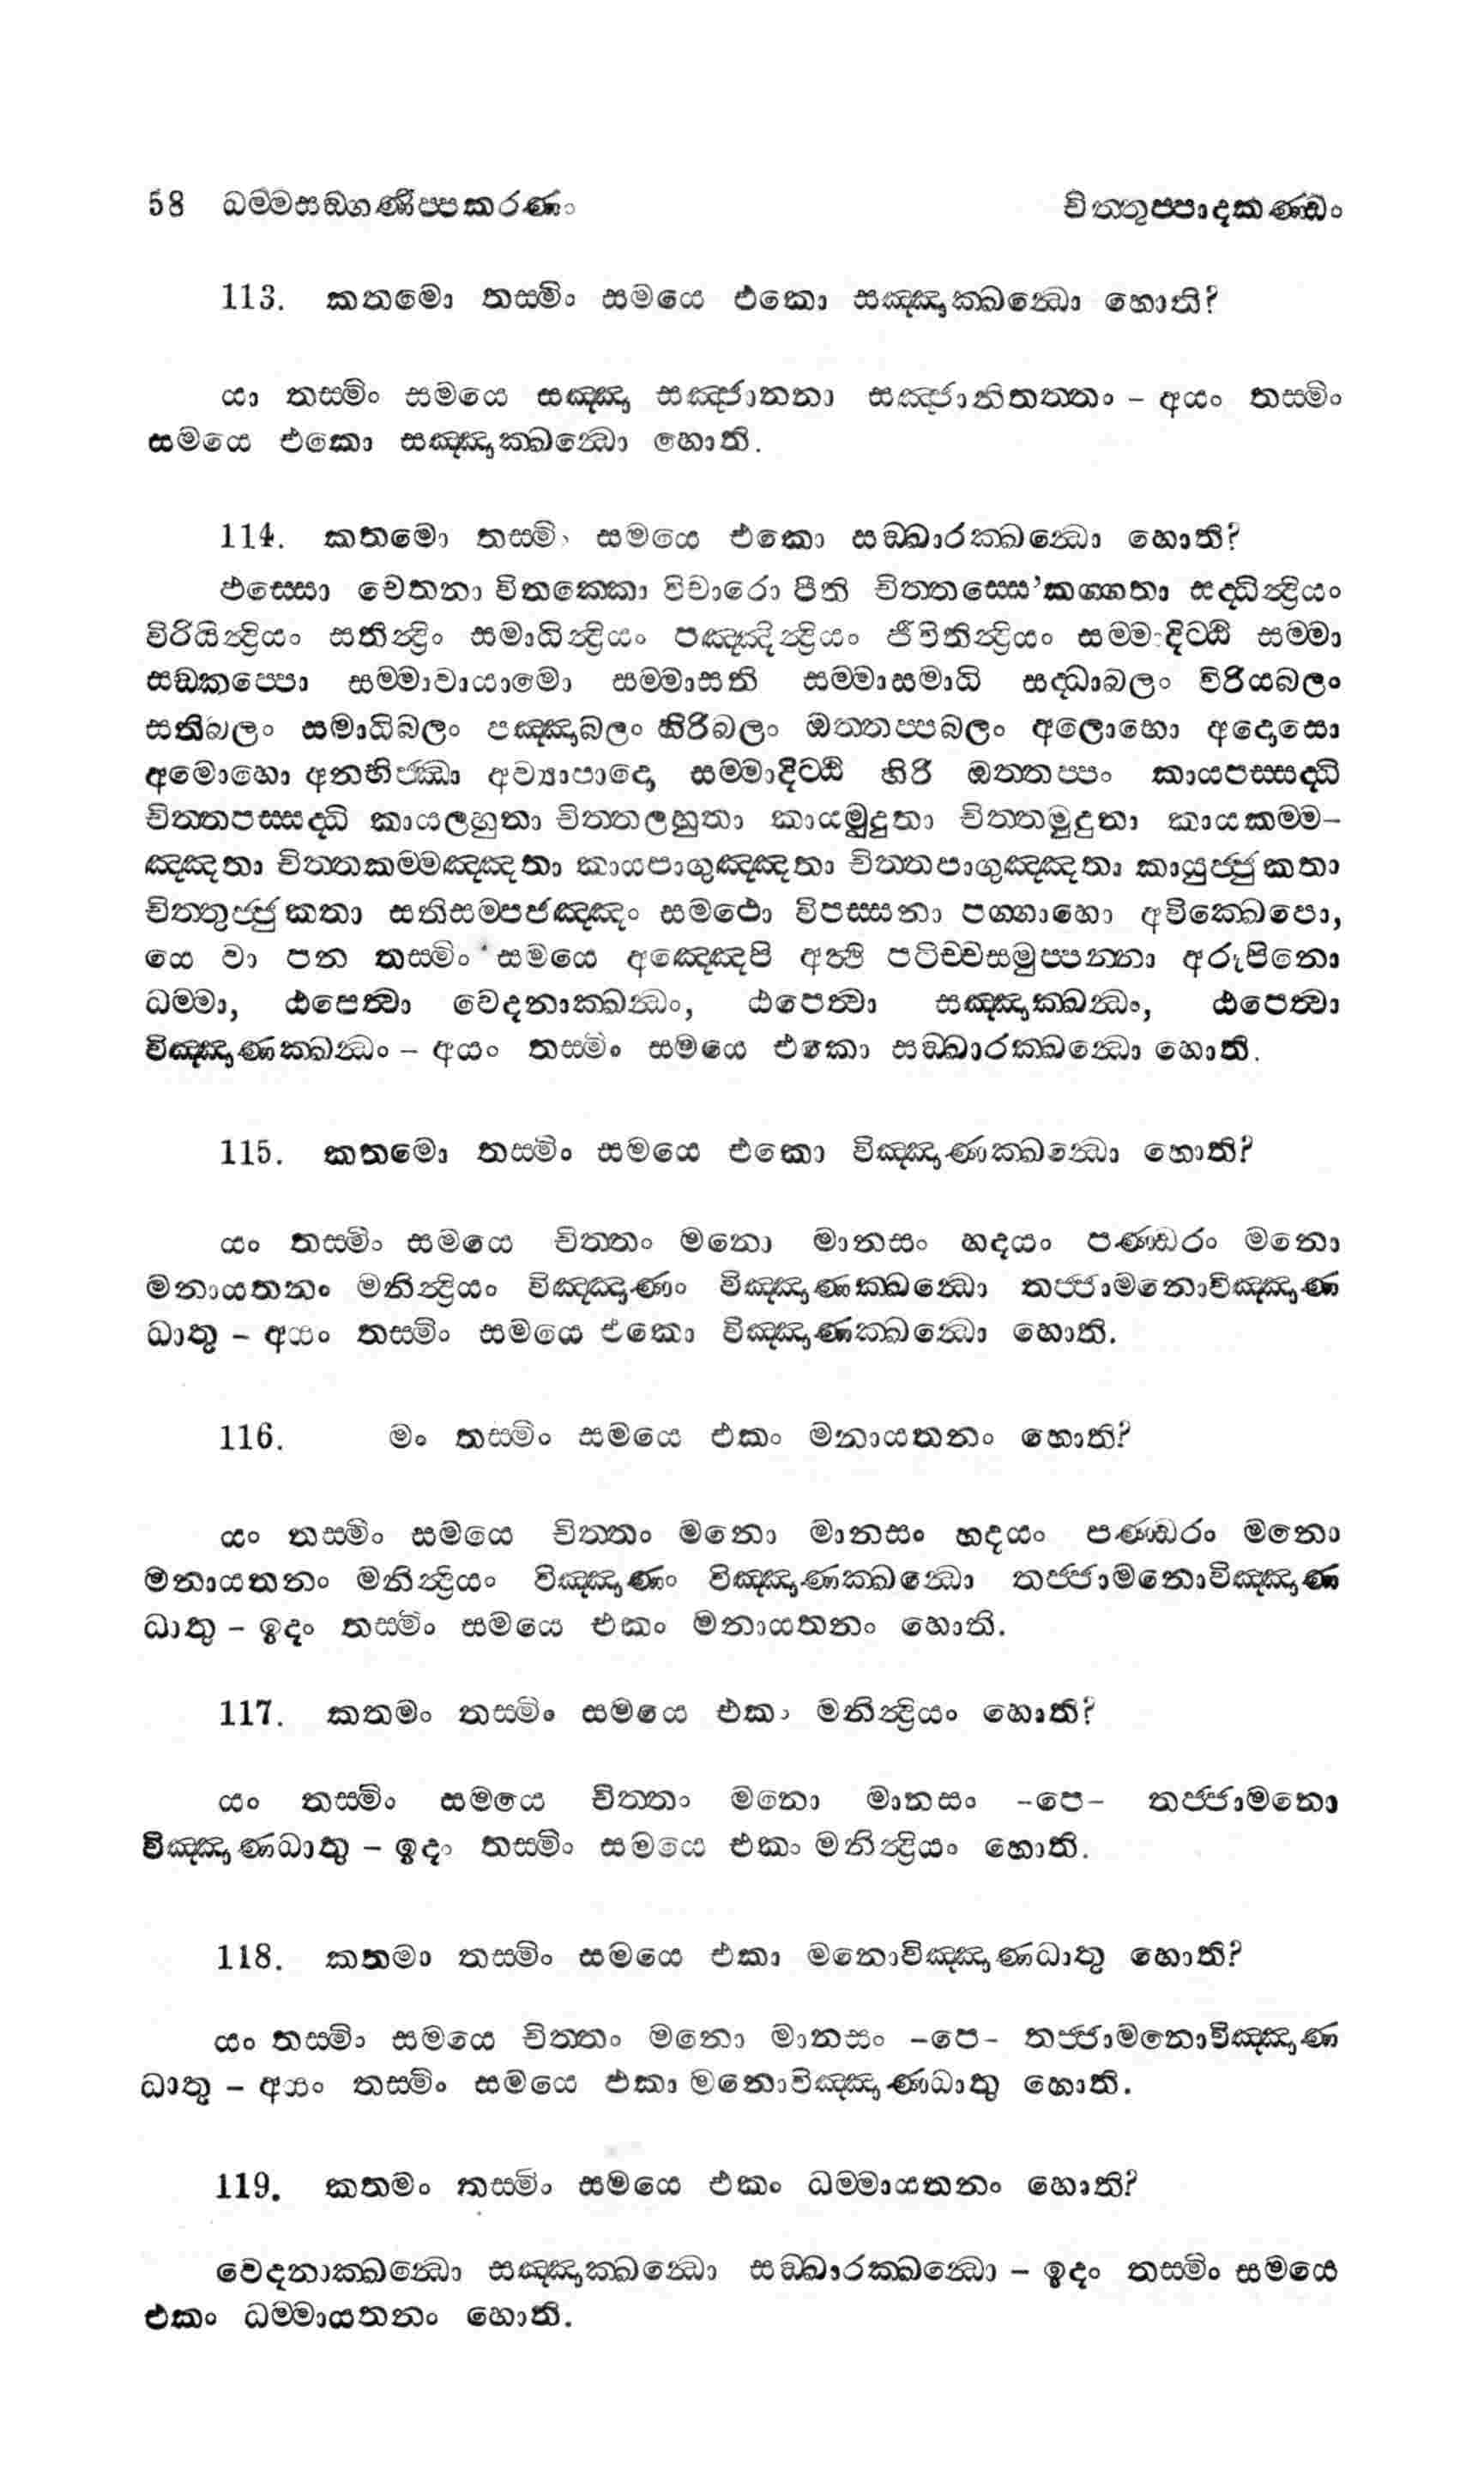 58 ධම්මසඞ්ගණිප්පකරණං චිත්තුප්පාදකණ්ඩං
113. කතමො තස්මිං සමයෙ එකො සඤ්ඤාක්ඛන්ධො හොති?
යා තස්මිං සමයෙ සඤ්ඤා සඤ්ජානනා සඤ්ජානිතත්තං – අයං තස්මිං
සමයෙ එකො සඤ්ඤාක්ඛන්ධො හොති.
114. කතමො තස්මිං සමයෙ එකො සඞ්ඛාරක්ඛන්ධො හොති?
ඵස්සො චෙතනා විතක්කො විචාරො පීති චිත්තස්සෙ’කග්ගතා සද්ධින්ද්‍රියං
විරියින්ද්‍රියං සතින්ද්‍රිං සමාධින්ද්‍රියං පඤ්ඤින්ද්‍රියං ජීවිතින්ද්‍රියං සම්මාදිට්ඨි සම්මා
සඞ්කප්පො සම්මාවායාමො සම්මාසති සම්මාසමාධි සද්ධාබලං විරියබලං
සතිබලං සමාධිබලං පඤ්ඤාබලං හිරිබලං ඔත්තප්පබලං අලොභො අදොසො
අමොහො අනභිජ්ඣා අව්‍යාපාදො සම්මාදිට්ඨි හිරි ඔත්තප්පං කායපස්සද්ධි
චිත්තපස්සද්ධි කායලහුතා චිත්තලහුතා කායමුදුතා චිත්තමුදුතා කායකම්ම–
ඤ්ඤතා චිත්තකම්මඤ්ඤතා කායපාගුඤ්ඤතා චිත්තපාගුඤ්ඤතා කායුජ්ජුකතා
චිත්තුජ්ජුකතා සතිසම්පජඤ්ඤං සමථො විපස්සනා පග්ගාහො අවික්ඛෙපො,
යෙ වා පන තස්මිං සමයෙ අඤ්ඤෙපි අත්ථි පටිච්චසමුප්පන්නා අරූපිනො
ධම්මා, ඨපෙත්වා වෙදනාක්ඛන්ධං, ඨපෙත්වා සඤ්ඤාක්ඛන්ධං, ඨපෙත්වා
විඤ්ඤාණක්ඛන්ධං – අයං තස්මිං සමයෙ එකො සඞ්ඛාරක්ඛන්ධො හොති.
115. කතමො තස්මිං සමයෙ එකො විඤ්ඤාණක්ඛන්ධො හොති?
යං තස්මිං සමයෙ චිත්තං මනො මානසං හදයං පණ්ඩරං මනො
මනායතනං මනින්ද්‍රියං විඤ්ඤාණං විඤ්ඤාණක්ඛන්ධො තජ්ජාමනොවිඤ්ඤාණ
ධාතු – අයං තස්මිං සමයෙ එකො විඤ්ඤාණක්ඛන්ධො හොති.
116. මං තස්මිං සමයෙ එකං මනායතනං හොති?
යං තස්මිං සමයෙ චිත්තං මනො මානසං හදයං පණ්ඩරං මනො
මනායතනං මනින්ද්‍රියං විඤ්ඤාණං විඤ්ඤාණක්ඛන්ධො තජ්ජාමනොවිඤ්ඤාණ
ධාතු – ඉදං තස්මිං සමයෙ එකං මනායතනං හොති.
117. කතමං තස්මිං සමයෙ එකං මනින්ද්‍රියං හොති?
යං තස්මිං සමයෙ චිත්තං මනො මානසං –පෙ– තජ්ජාමනො
විඤ්ඤාණධාතු – ඉදං තස්මිං සමයෙ එකං මනින්ද්‍රියං හොති.
118. කතමා තස්මිං සමයෙ එකා මනොවිඤ්ඤාණධාතු හොති?
යං තස්මිං සමයෙ චිත්තං මනො මානසං –පෙ– තජ්ජාමනොවිඤ්ඤාණ
ධාතු – අයං තස්මිං සමයෙ එකා මනොවිඤ්ඤාණධාතු හොති.
119. කතමං තස්මිං සමයෙ එකං ධම්මායතනං හොති?
වෙදනාක්ඛන්ධො සඤ්ඤාක්ඛන්ධො සඞ්ඛාරක්ඛන්ධො – ඉදං තස්මිං සමයෙ
එකං ධම්මායතනං හොති.